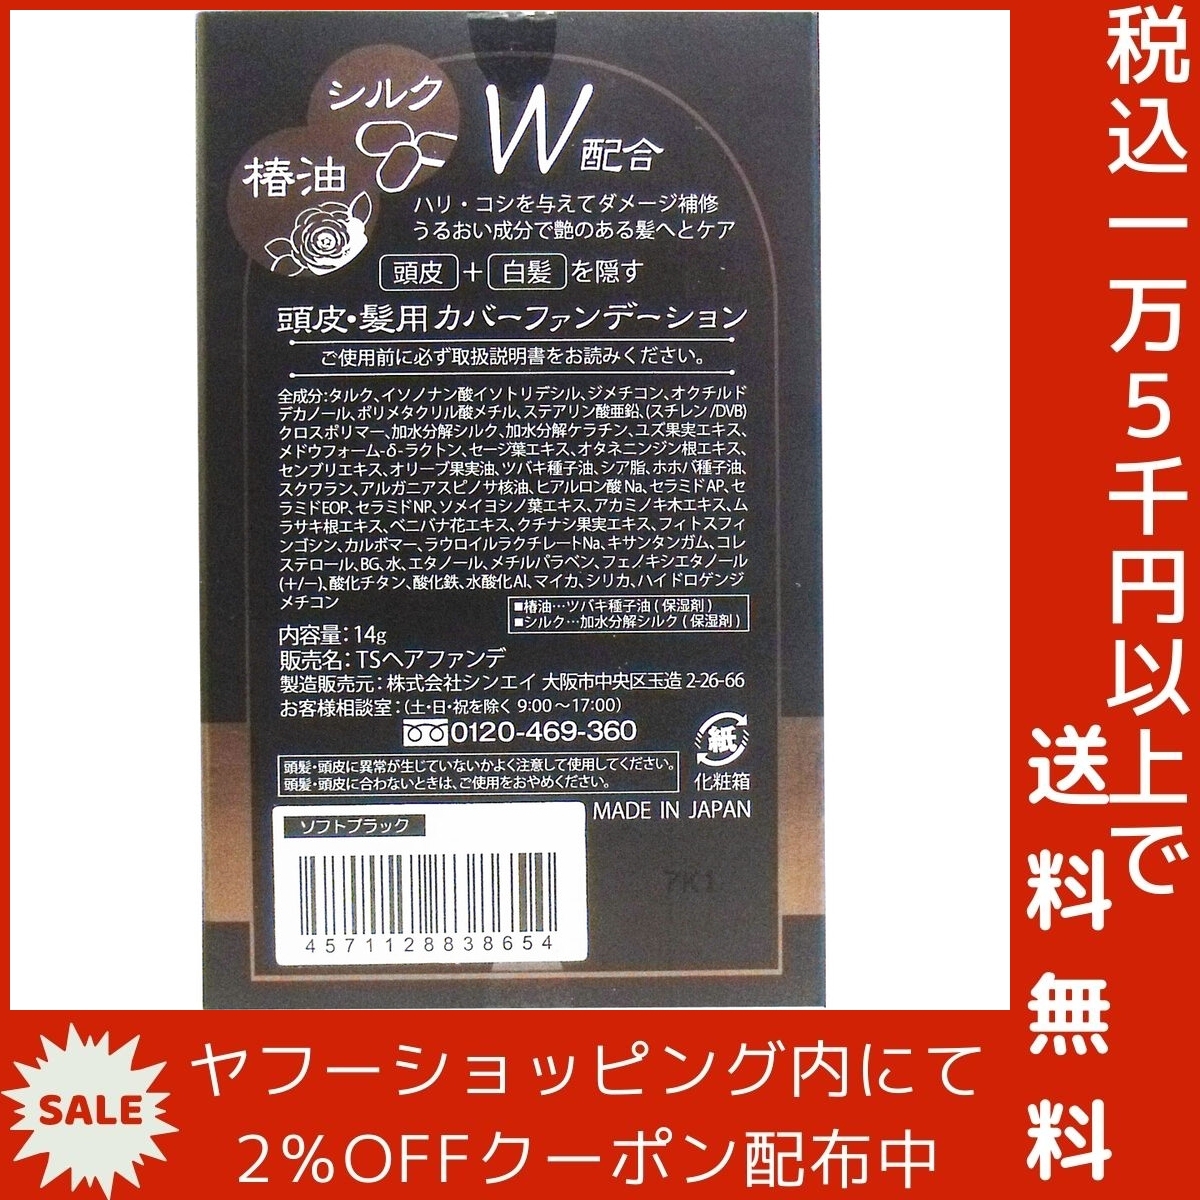 シルク
椿油
W配合
ハリ・コシを与えてダメージ補修
うるおい成分で艶のある髪へとケア
頭皮+白髪を隠す
頭皮・髪用カバーファンデーション
ご使用前に必ず取扱説明書をお読みください。
全成分:タルク、イソノナン酸イソトリデシル、ジメチコン、オクチルド
デカノール、ポリメタクリル酸メチル、ステアリン酸亜鉛、(スチレン/DVB)
クロスポリマー、加水分解シルク、加水分解ケラチン、ユズ果実エキス、
メドウフォーム-δ-ラクトン、セージ葉エキス、オタネニンジン根エキス、
センブリエキス、オリーブ果実油、ツバキ種子油、シア脂、ホホバ種子油、
スクワラン、アルガニアスピノサ核油、ヒアルロン酸Na、セラミドAP、セ
ラミドEOP、セラミドNP、ソメイヨシノ葉エキス、アカミノキ木エキス、ム
ラサキ根エキス、ベニバナ花エキス、クチナシ果実エキス、フィトスフィ
ンゴシン、カルボマー、ラウロイルラクチレートNa、キサンタンガム、コレ
ステロール、BG、水、エタノール、メチルパラベン、フェノキシエタノール
(+/−)、酸化チタン、酸化鉄、水酸化Al、マイカ、シリカ、ハイドロゲンジ
メチコン
■椿油…ツバキ種子油(保湿剤)
■シルク…加水分解シルク(保湿剤)
内容量:14g
販売名:TSヘアファンデ
製造販売元:株式会社シンエイ 大阪市中央区玉造 2-26-66
お客様相談室:(土・日・祝を除く 9:00～17:00)
0120-469-360
紙
化粧箱
頭髪・頭皮に異常が生じていないかよく注意して使用してください。
頭髪・頭皮に合わないときは、ご使用をおやめください。
MADE IN JAPAN
ソフトブラック
4571128838654
7K1
税込一万5千円以上で
送料無料
SALE
ヤフーショッピング内にて
2%OFFクーポン配布中